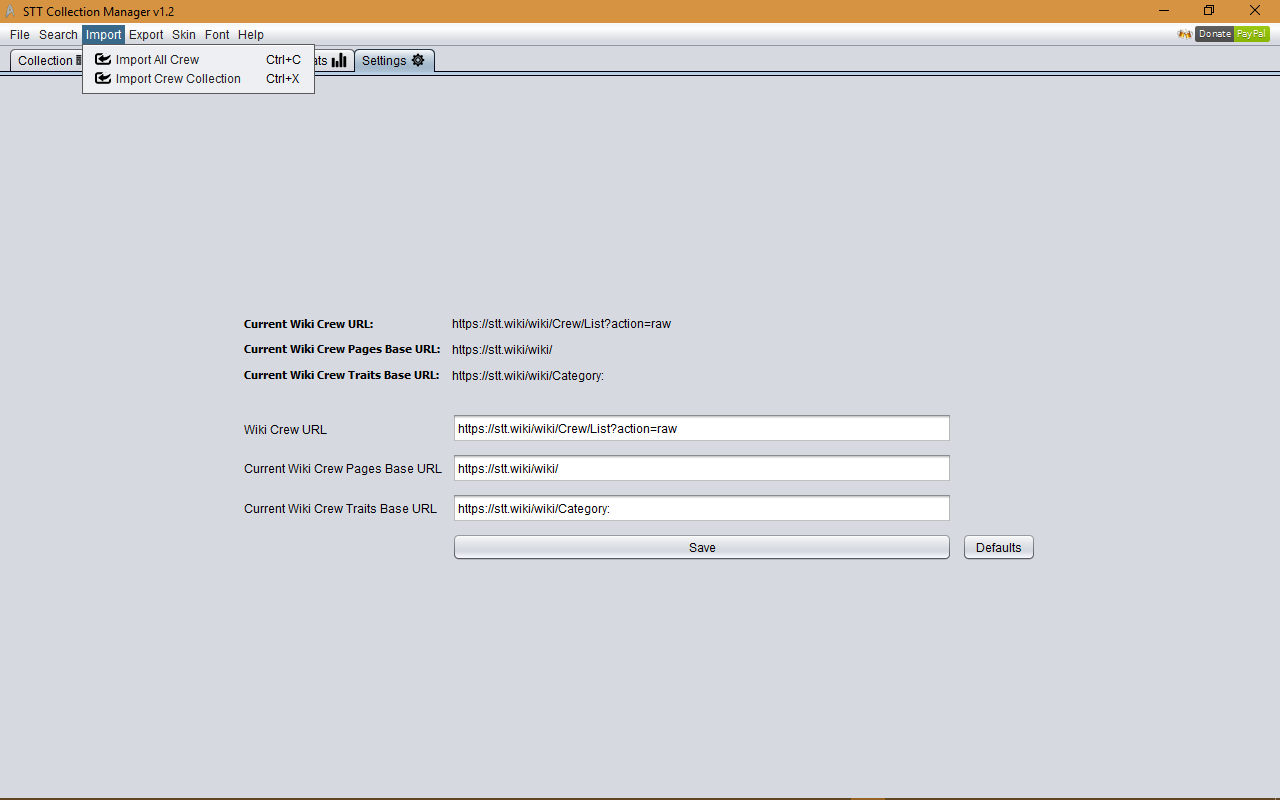 STT Collection Manager v1.2
File Search Import Export Skin Font Help Donate PayPal
Import All Crew Ctrl+C
Import Crew Collection Ctrl+X
Collection Settings
Current Wiki Crew URL: https://stt.wiki/wiki/Crew/List?action=raw
Current Wiki Crew Pages Base URL: https://stt.wiki/wiki/
Current Wiki Crew Traits Base URL: https://stt.wiki/wiki/Category:
Wiki Crew URL https://stt.wiki/wiki/Crew/List?action=raw
Current Wiki Crew Pages Base URL https://stt.wiki/wiki/
Current Wiki Crew Traits Base URL https://stt.wiki/wiki/Category:
Save Defaults